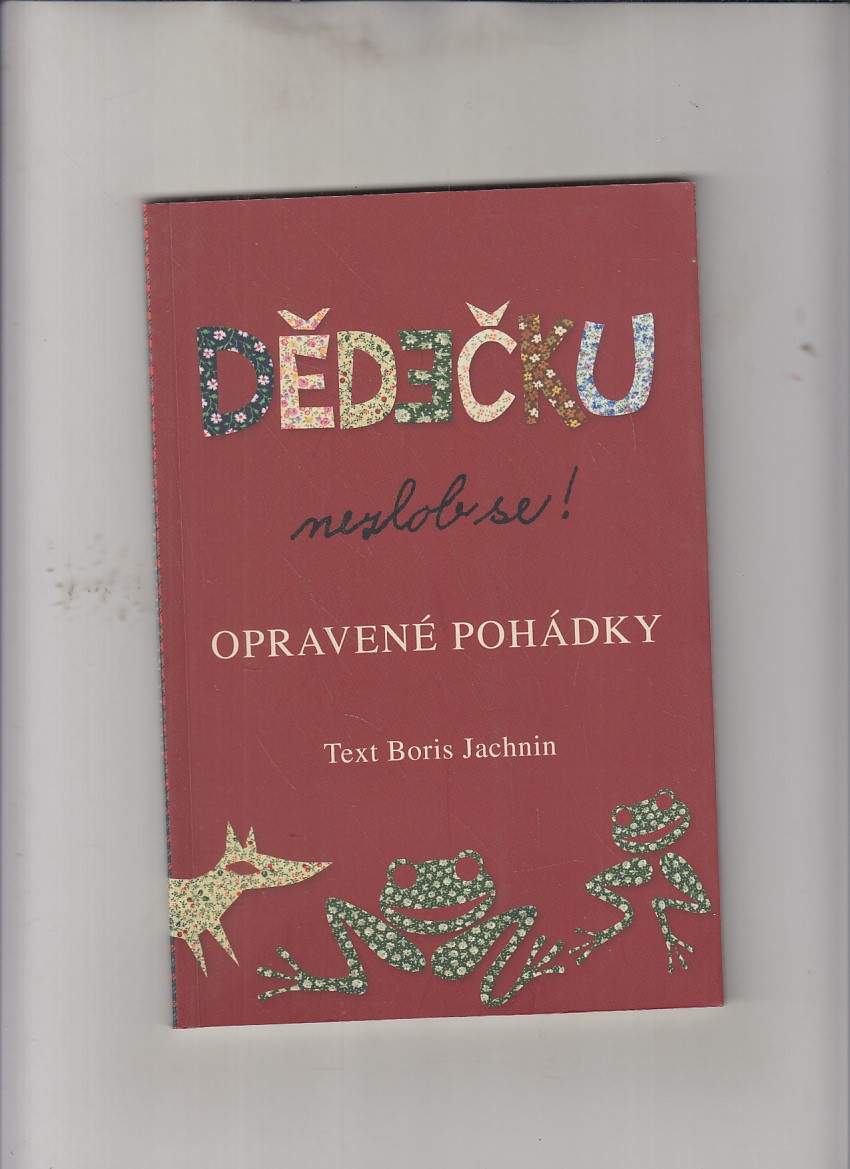 DĚDEČKU
nezlob se!
OPRAVENÉ POHÁDKY
Text Boris Jachnin